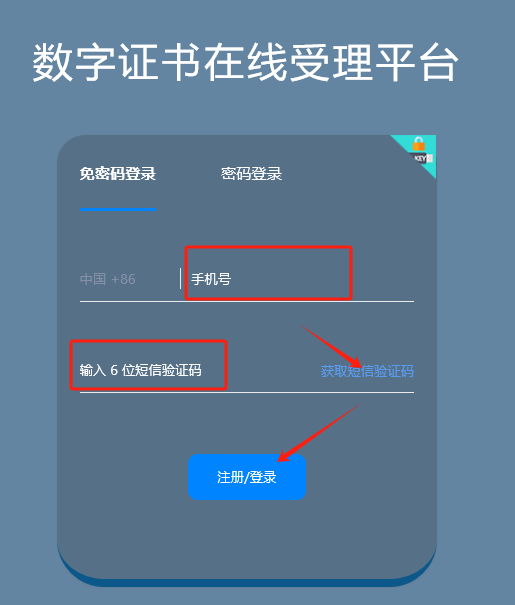 数字证书在线受理平台
KEY
免密码登录 密码登录
中国 +86 手机号
输入 6 位短信验证码 获取短信验证码
注册/登录